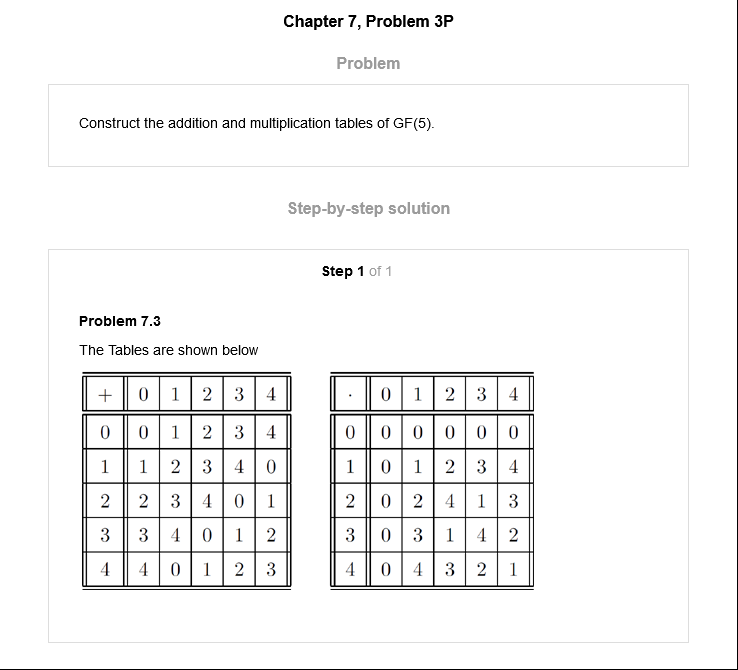 Chapter 7, Problem 3P
Problem
Construct the addition and multiplication tables of GF(5).
Step-by-step solution
Step 1 of 1
Problem 7.3
The Tables are shown below
+ 0 1 2 3 4
0 0 1 2 3 4
1 1 2 3 4 0
2 2 3 4 0 1
3 3 4 0 1 2
4 4 0 1 2 3
· 0 1 2 3 4
0 0 0 0 0 0
1 0 1 2 3 4
2 0 2 4 1 3
3 0 3 1 4 2
4 0 4 3 2 1